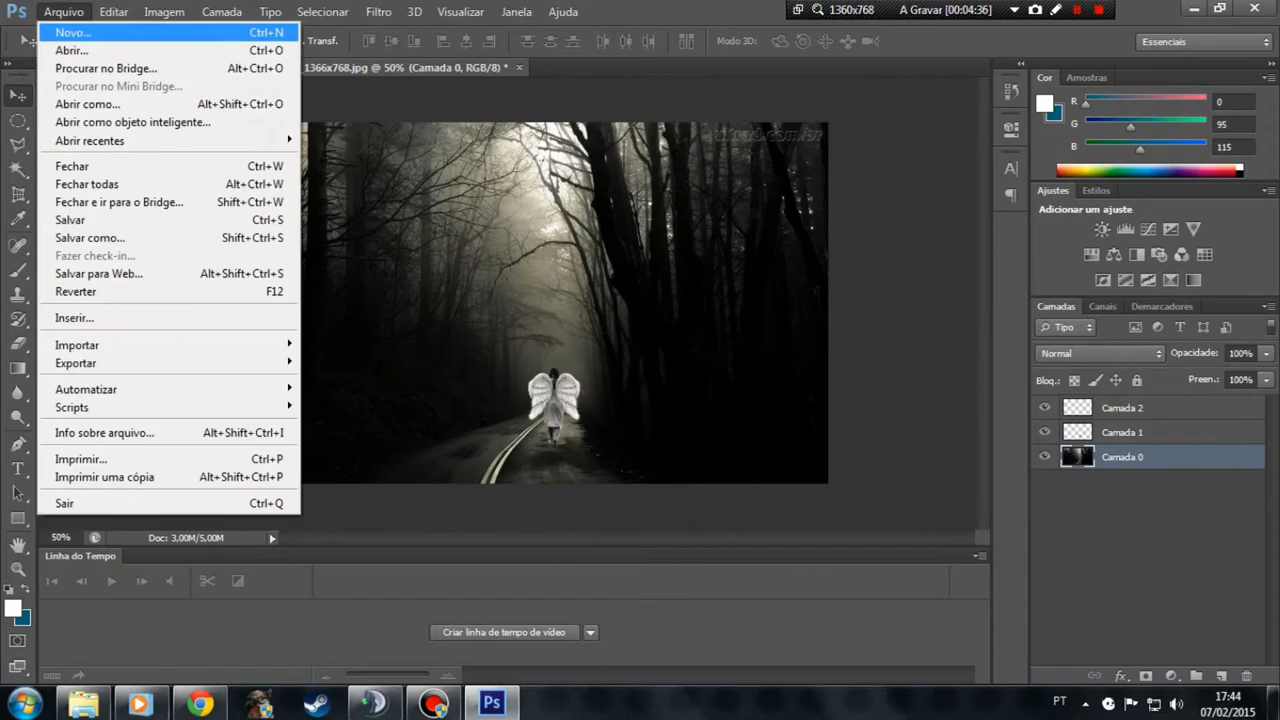 Ps Arquivo Editar Imagem Camada Tipo Selecionar Filtro 3D Visualizar Janela Ajuda
1360x768 A Gravar [00:04:36]
Transf. Modo 3D: Essenciais
1366x768.jpg @ 50% (Camada 0, RGB/8) *
Novo... Ctrl+N
Abrir... Ctrl+O
Procurar no Bridge... Alt+Ctrl+O
Procurar no Mini Bridge...
Abrir como... Alt+Shift+Ctrl+O
Abrir como objeto inteligente...
Abrir recentes
Fechar Ctrl+W
Fechar todas Alt+Ctrl+W
Fechar e ir para o Bridge... Shift+Ctrl+W
Salvar Ctrl+S
Salvar como... Shift+Ctrl+S
Fazer check-in...
Salvar para Web... Alt+Shift+Ctrl+S
Reverter F12
Inserir...
Importar
Exportar
Automatizar
Scripts
Info sobre arquivo... Alt+Shift+Ctrl+I
Imprimir... Ctrl+P
Imprimir uma cópia Alt+Shift+Ctrl+P
Sair Ctrl+Q
Cor Amostras
R 0
G 95
B 115
Ajustes Estilos
Adicionar um ajuste
Camadas Canais Demarcadores
Tipo
Normal Opacidade: 100%
Bloq.: Preen.: 100%
Camada 2
Camada 1
Camada 0
50% Doc: 3,00M/5,00M
Linha do Tempo
Criar linha de tempo de vídeo
Ps PT 17:44
07/02/2015